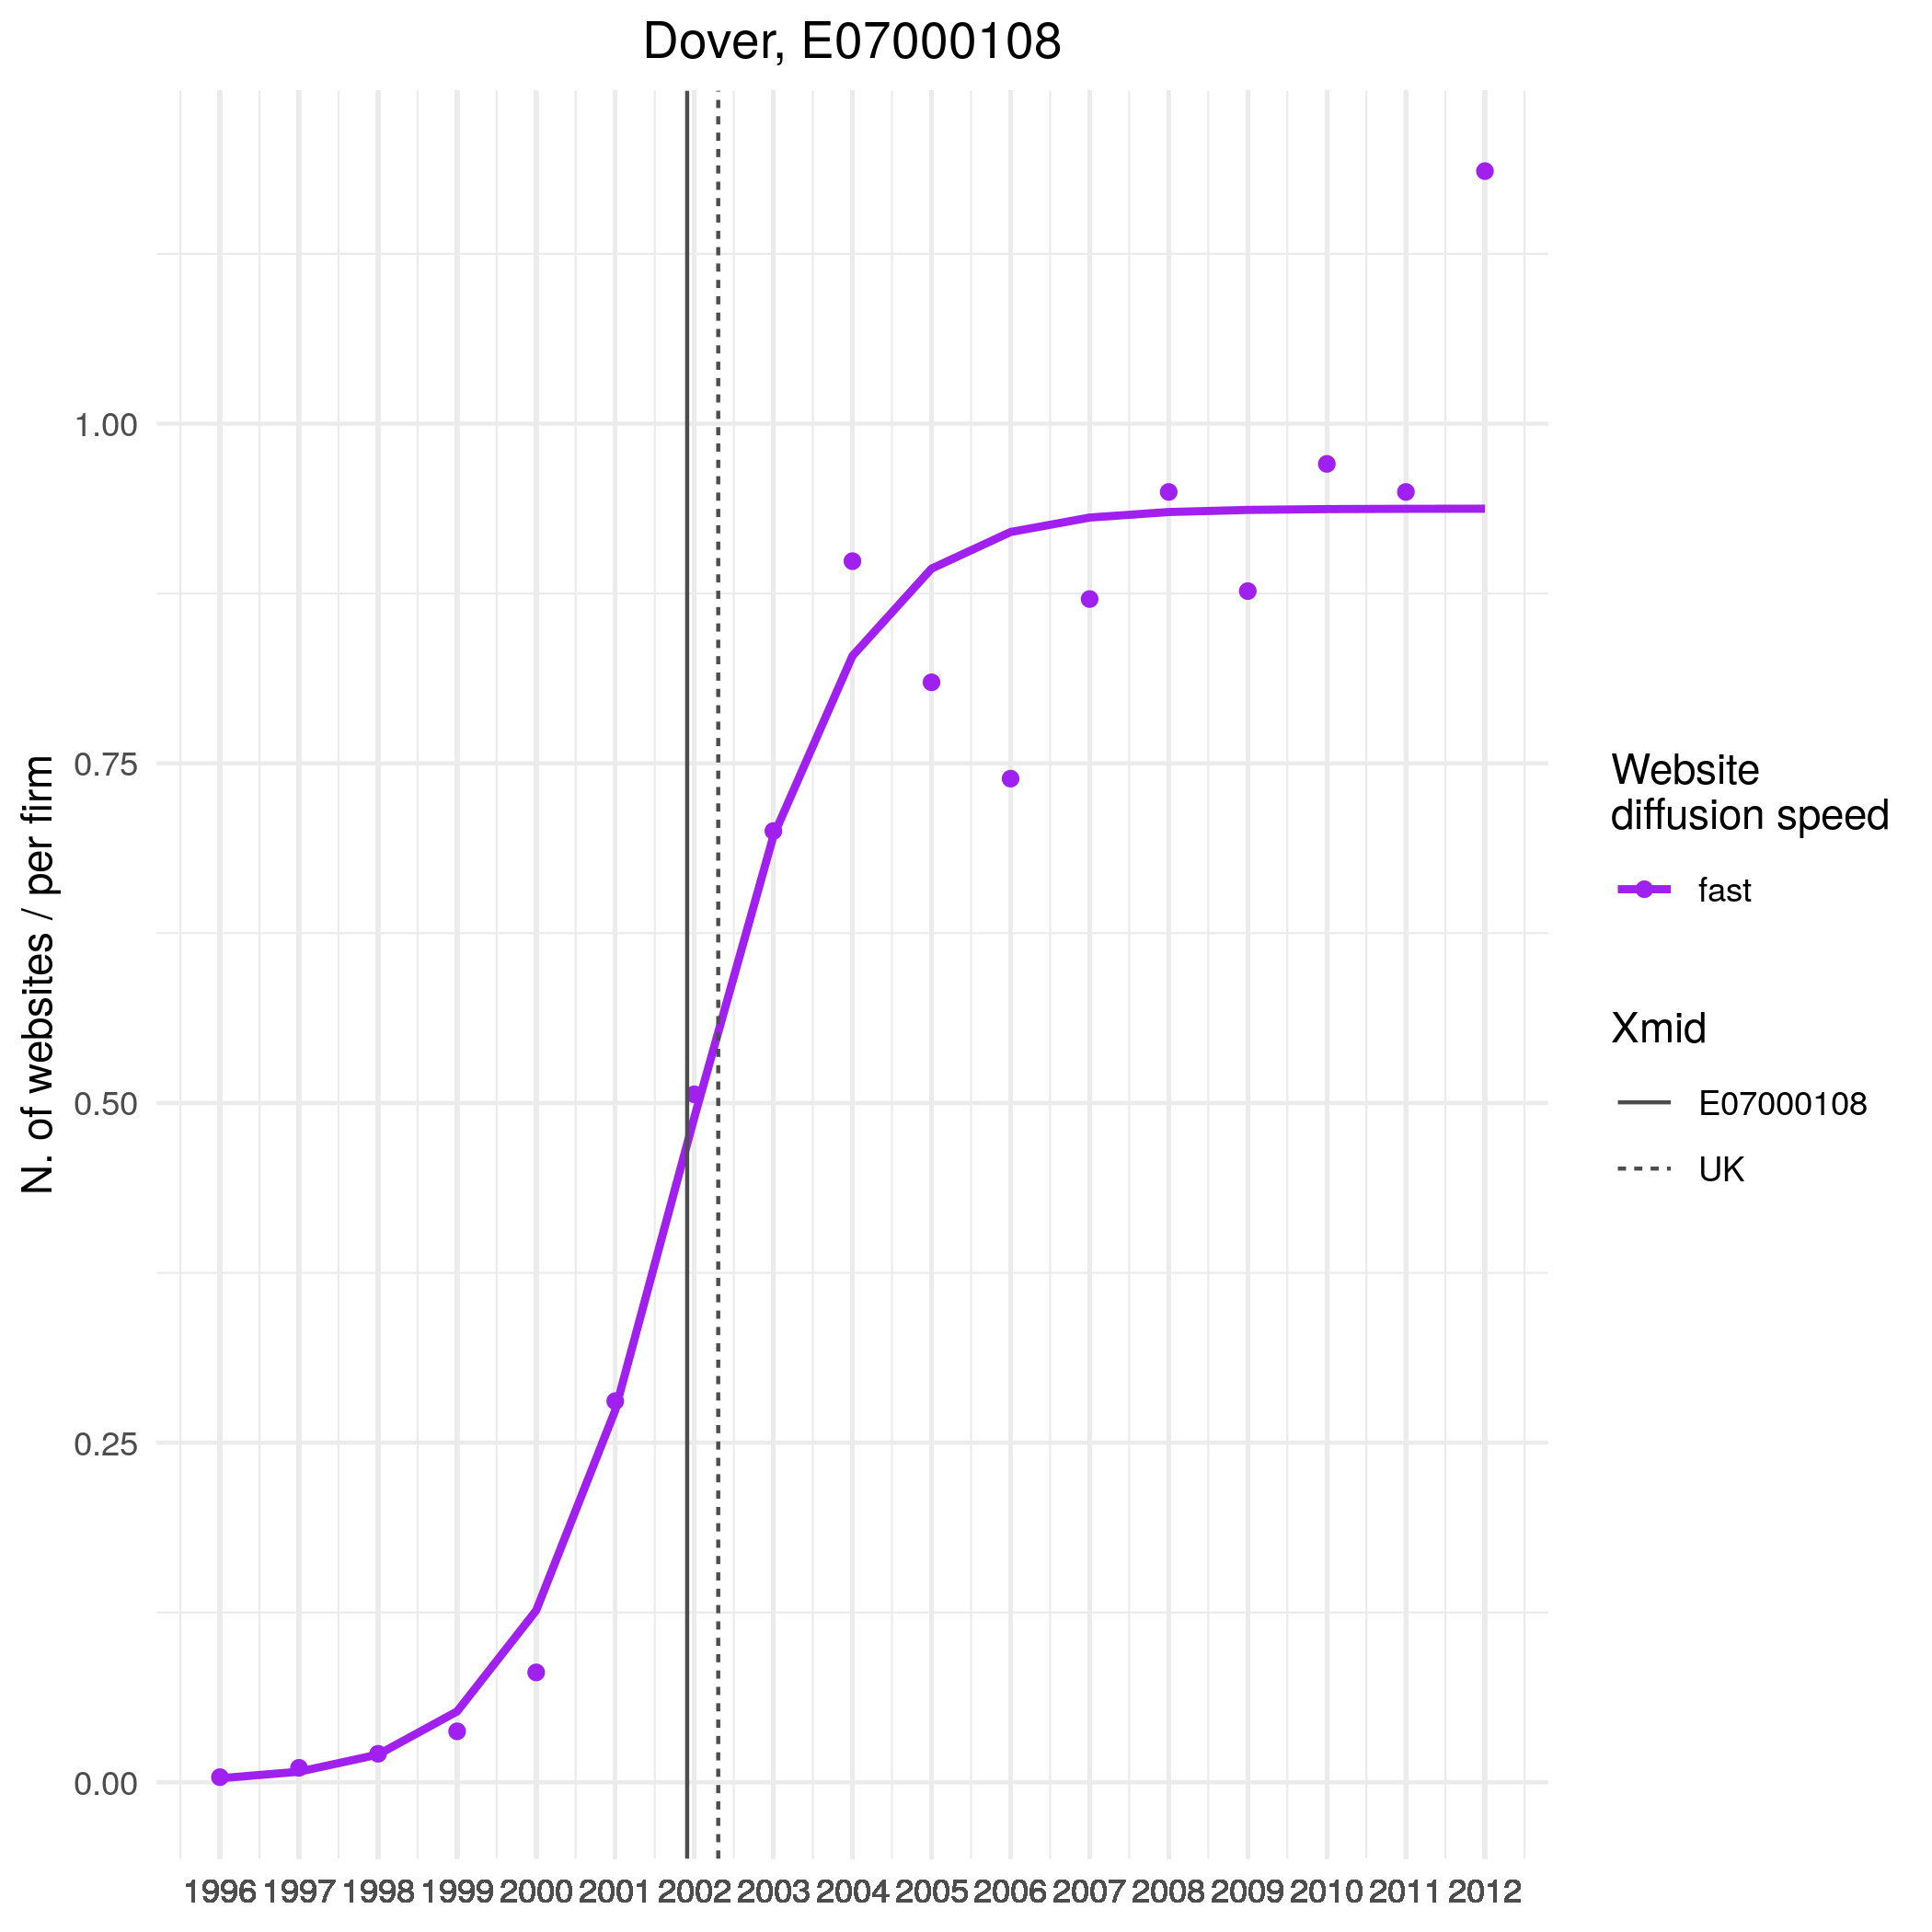 Dover, E07000108
N. of websites / per firm
1.00
0.75
0.50
0.25
0.00
1996 1997 1998 1999 2000 2001 2002 2003 2004 2005 2006 2007 2008 2009 2010 2011 2012
Website
diffusion speed
fast
Xmid
E07000108
UK